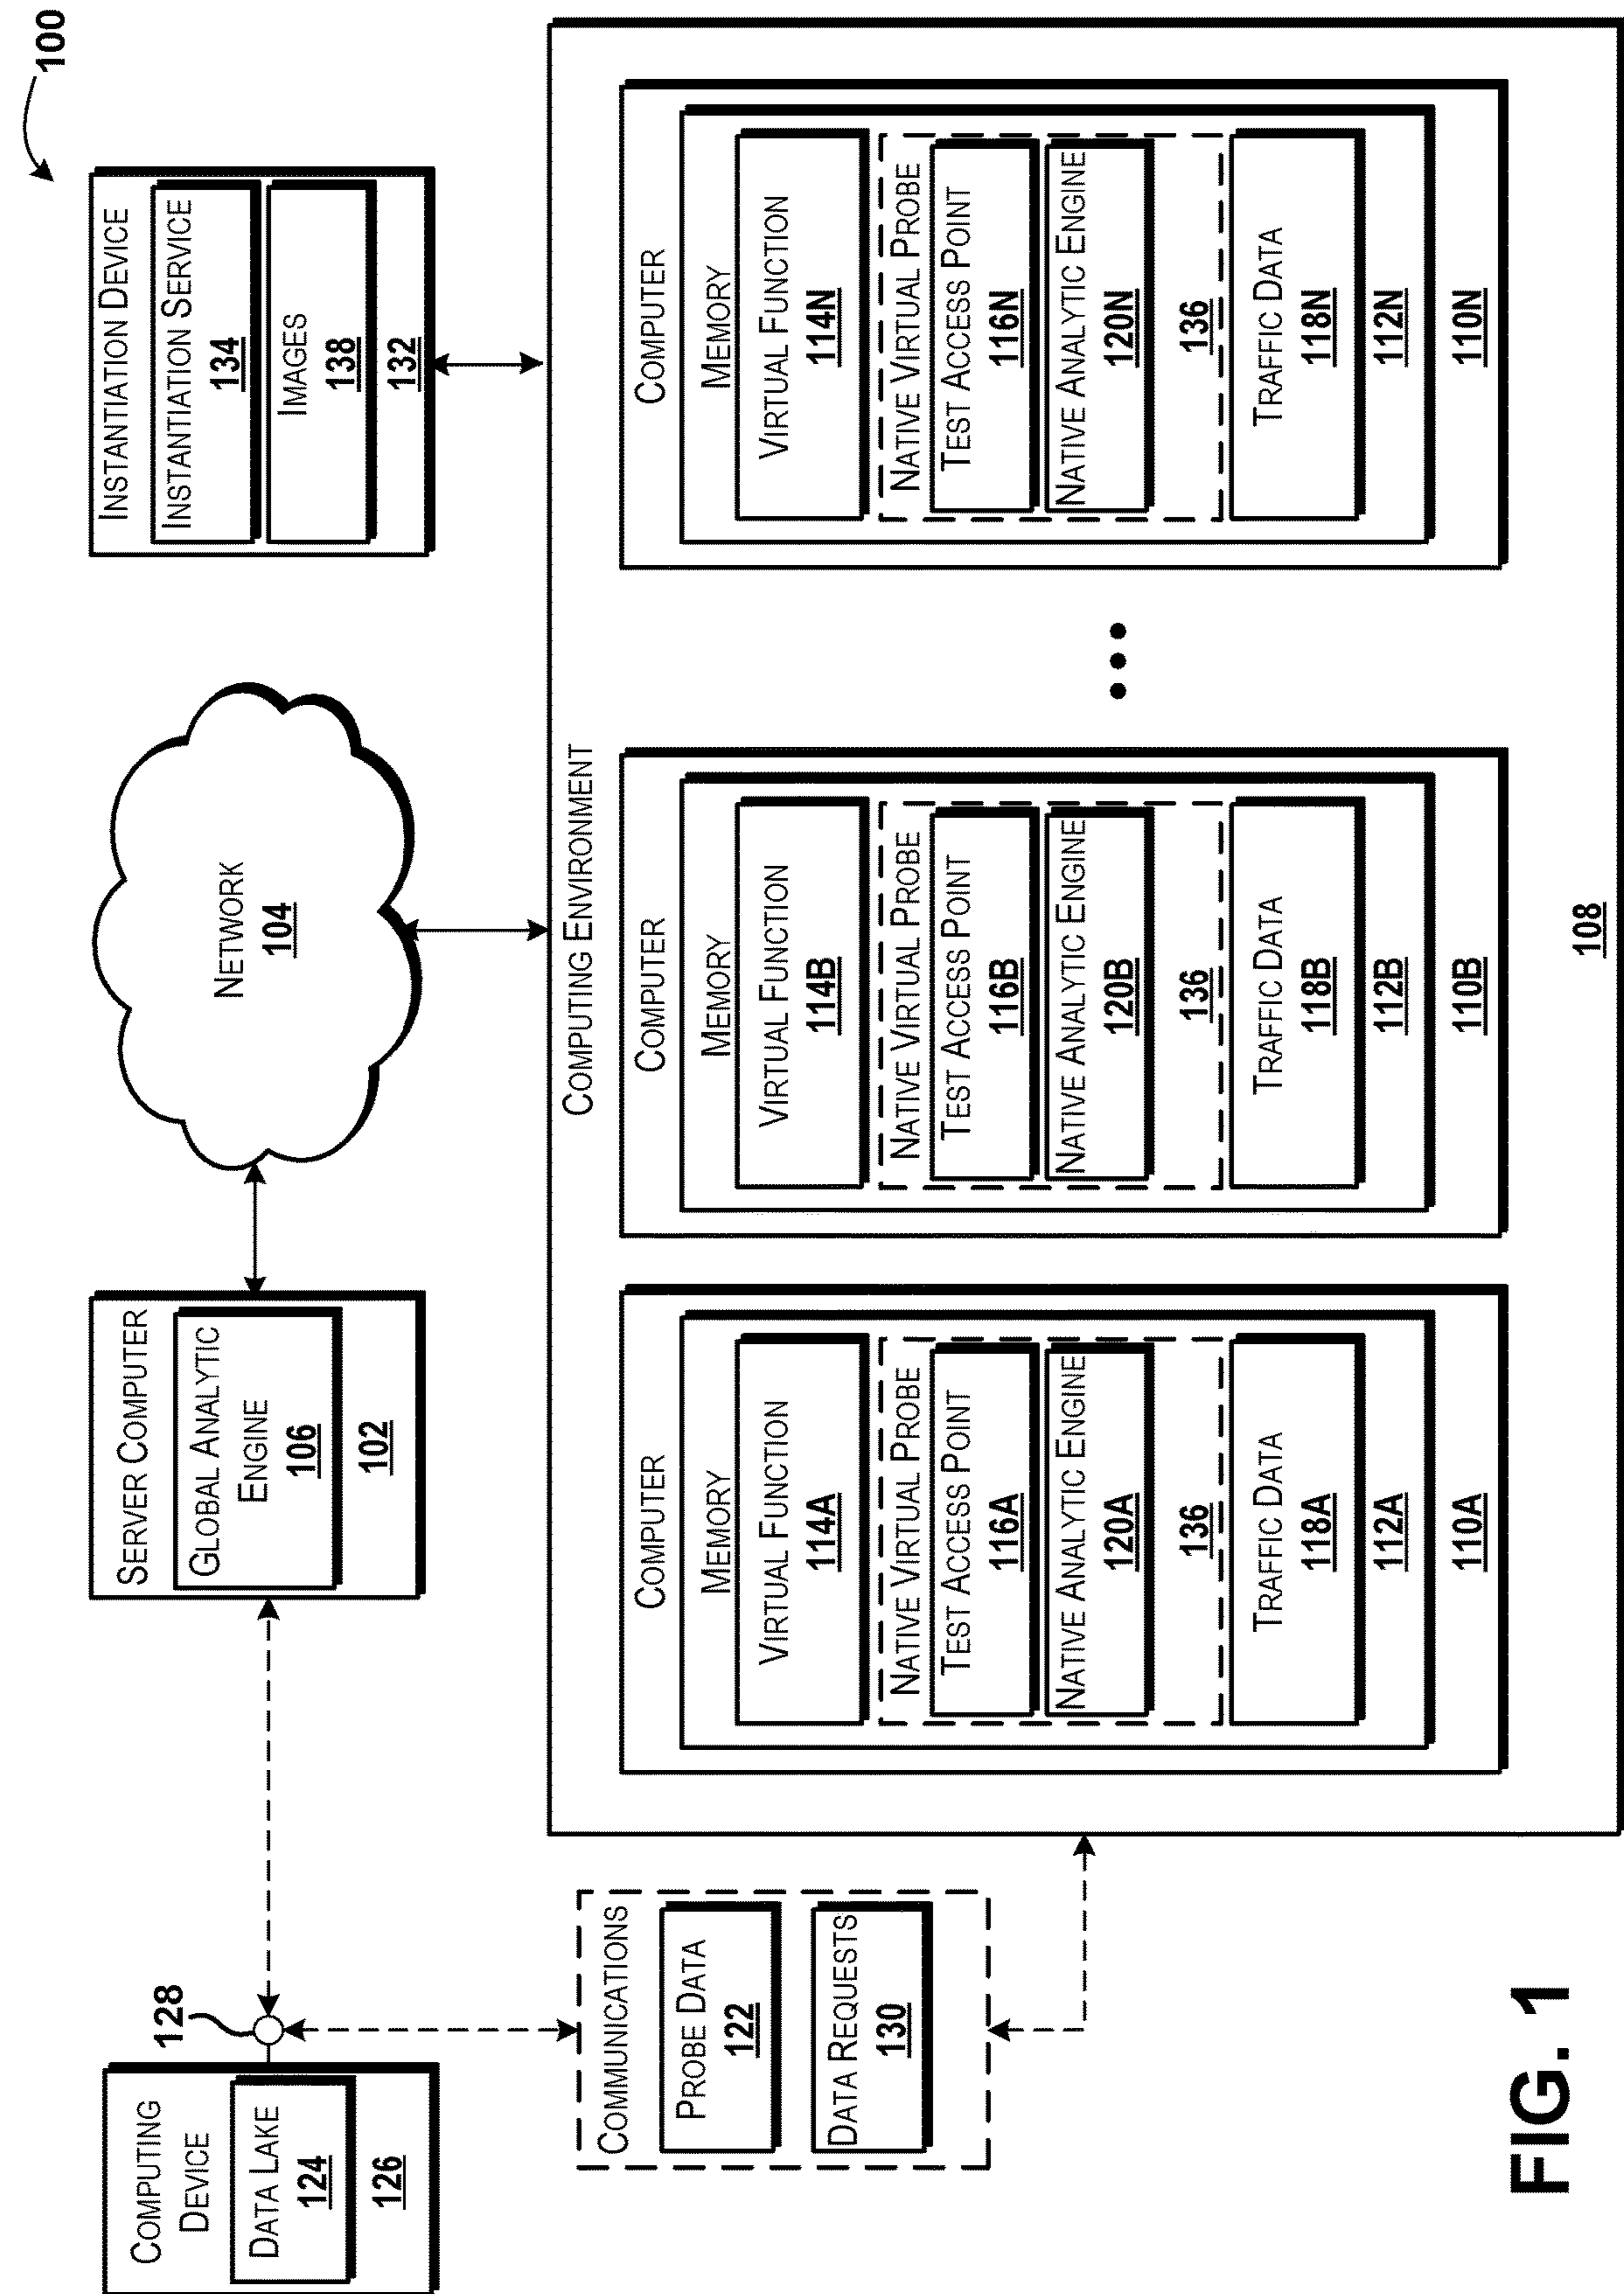 100
COMPUTING
DEVICE
DATA LAKE
124
126
128
SERVER COMPUTER
GLOBAL ANALYTIC
ENGINE
106
102
NETWORK
104
INSTANTIATION DEVICE
INSTANTIATION SERVICE
134
IMAGES
138
132
COMMUNICATIONS
PROBE DATA
122
DATA REQUESTS
130
COMPUTING ENVIRONMENT
COMPUTER
MEMORY
VIRTUAL FUNCTION
114A
NATIVE VIRTUAL PROBE
TEST ACCESS POINT
116A
NATIVE ANALYTIC ENGINE
120A
136
TRAFFIC DATA
118A
112A
110A
COMPUTER
MEMORY
VIRTUAL FUNCTION
114B
NATIVE VIRTUAL PROBE
TEST ACCESS POINT
116B
NATIVE ANALYTIC ENGINE
120B
136
TRAFFIC DATA
118B
112B
110B
COMPUTER
MEMORY
VIRTUAL FUNCTION
114N
NATIVE VIRTUAL PROBE
TEST ACCESS POINT
116N
NATIVE ANALYTIC ENGINE
120N
136
TRAFFIC DATA
118N
112N
110N
108
FIG. 1